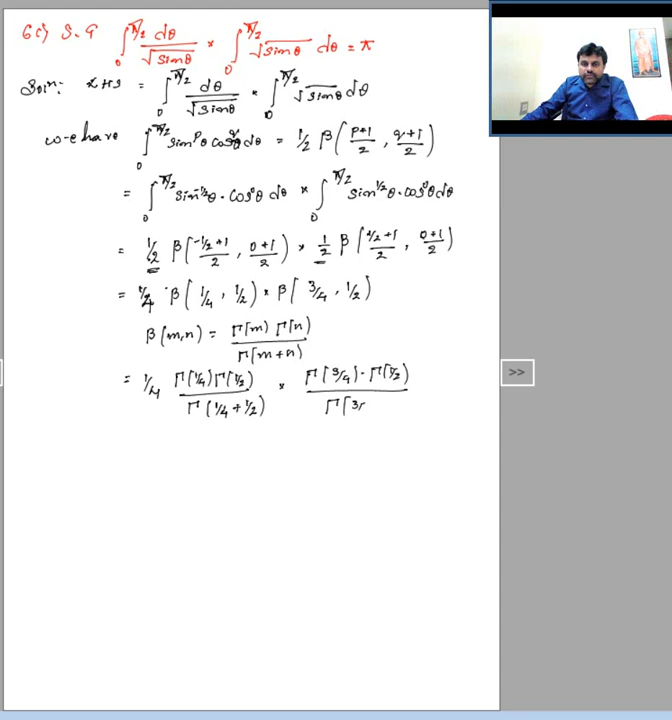 6c) S.T ∫₀^π/2 dθ/√sinθ × ∫₀^π/2 √sinθ dθ = π
Soln: LHS = ∫₀^π/2 dθ/√sinθ × ∫₀^π/2 √sinθ dθ
we have ∫₀^π/2 sin^pθ cos^qθ dθ = 1/2 β(p+1/2, q+1/2)
= ∫₀^π/2 sin^-1/2θ · cos⁰θ dθ × ∫₀^π/2 sin^1/2θ · cos⁰θ dθ
= 1/2 β(-1/2+1/2, 0+1/2) × 1/2 β(1/2+1/2, 0+1/2)
= 1/4 · β(1/4, 1/2) × β(3/4, 1/2)
β(m,n) = Γ(m) Γ(n)/Γ(m+n)
= 1/4 Γ(1/4)Γ(1/2)/Γ(1/4+1/2) × Γ(3/4)·Γ(1/2)/Γ(3/
>>